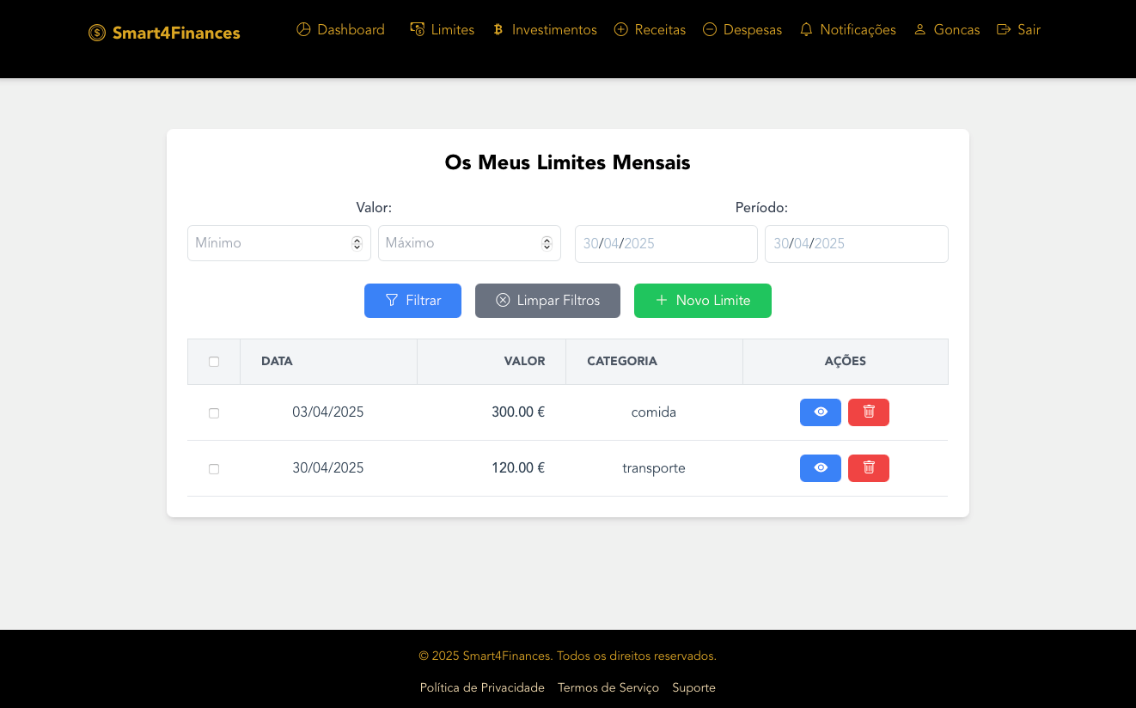 Smart4Finances Dashboard Limites Investimentos Receitas Despesas Notificações Goncas Sair
Os Meus Limites Mensais
Valor: Período:
Mínimo Máximo 30/04/2025 30/04/2025
Filtrar Limpar Filtros Novo Limite
DATA VALOR CATEGORIA AÇÕES
03/04/2025 300.00 € comida
30/04/2025 120.00 € transporte
© 2025 Smart4Finances. Todos os direitos reservados.
Política de Privacidade Termos de Serviço Suporte